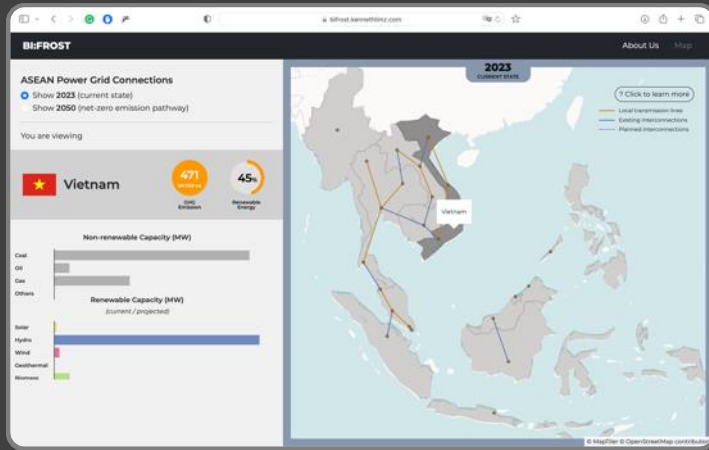 bifrost.kennethlimz.com
BI:FROST
About Us
Map
ASEAN Power Grid Connections
Show 2023 (current state)
Show 2050 (net-zero emission pathway)
You are viewing
Vietnam
471
GHG
Emission
45%
Renewable
Energy
Non-renewable Capacity (MW)
Coal
Oil
Gas
Others
Renewable Capacity (MW)
(current / projected)
Solar
Hydro
Wind
Geothermal
Biomass
2023
CURRENT STATE
? Click to learn more
Local transmission lines
Existing Interconnections
Planned Interconnections
Vietnam
© MapTiler © OpenStreetMap contributors